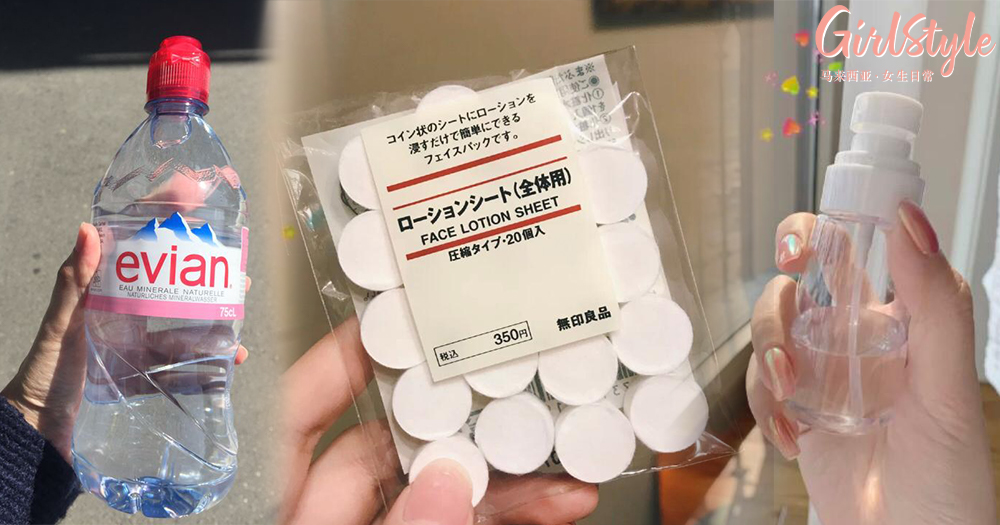 evian
EAU MINERALE NATURELLE
NATÜRLICHES MINERALWASSER
75cL
コイン状のシートにローションを
浸すだけで簡単にできる
フェイスパックです。
ローションシート(全体用)
FACE LOTION SHEET
圧縮タイプ・20個入
無印良品
税込 350円
GirlStyle
马来西亚·女生日常